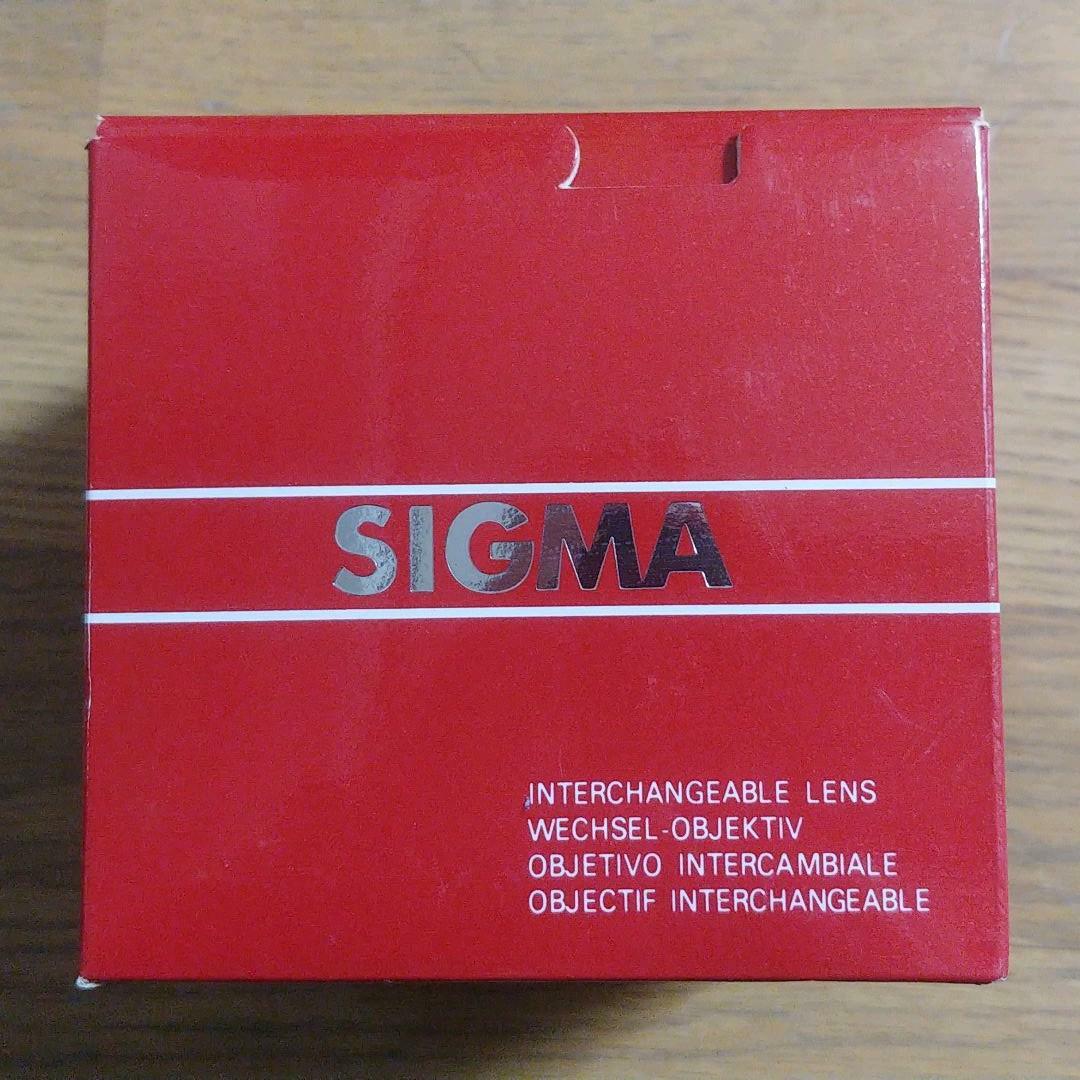 SIGMA
INTERCHANGEABLE LENS
WECHSEL-OBJEKTIV
OBJETIVO INTERCAMBIALE
OBJECTIF INTERCHANGEABLE